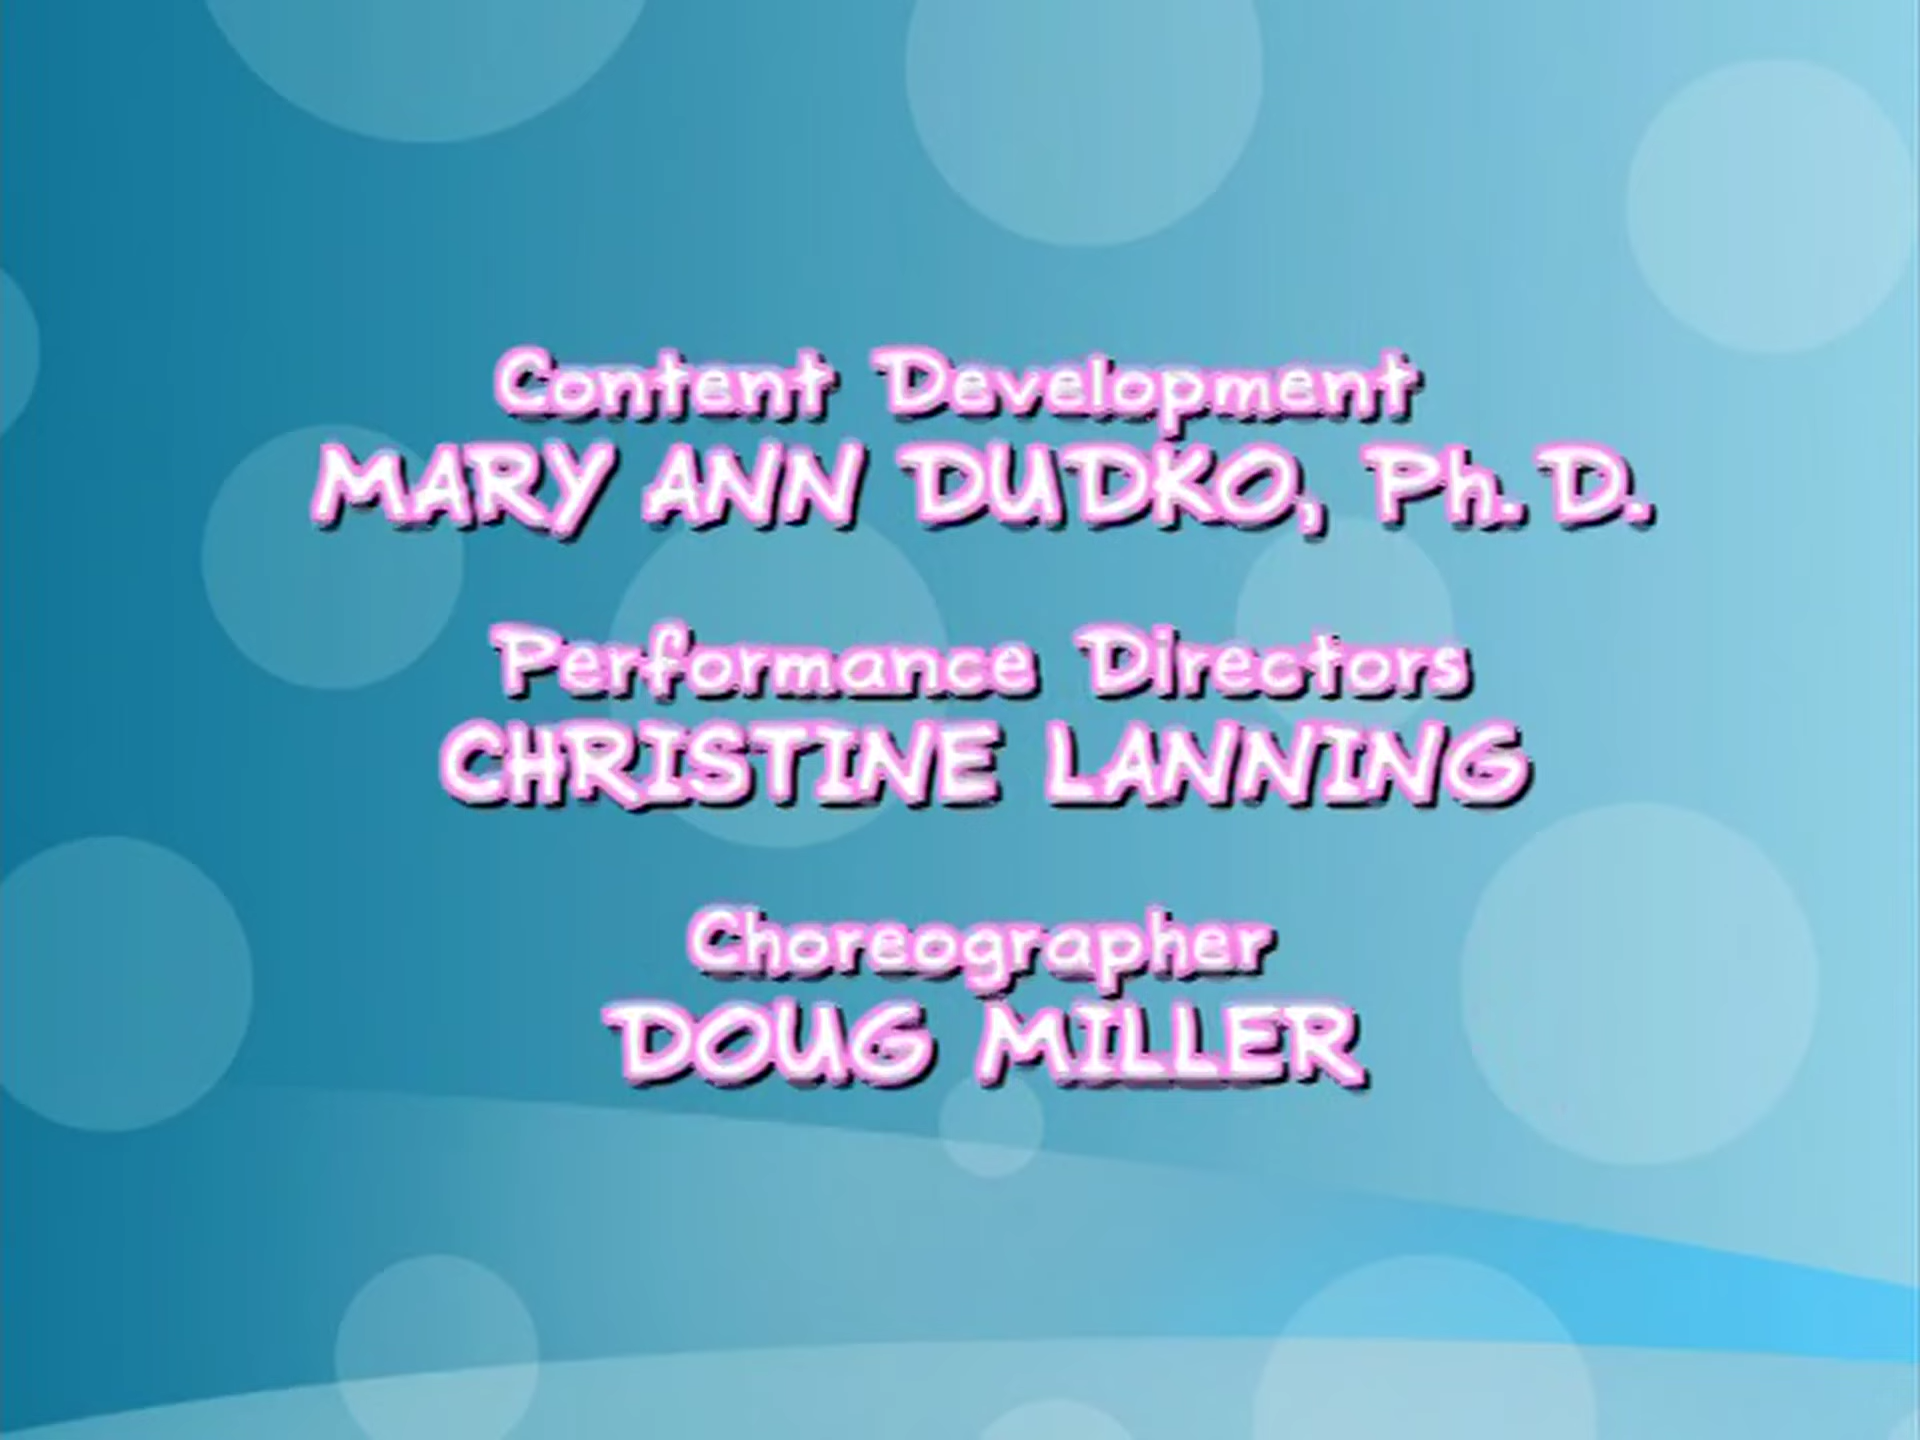 Content Development
MARY ANN DUDKO, Ph. D.
Performance Directors
CHRISTINE LANNING
Choreographer
DOUG MILLER